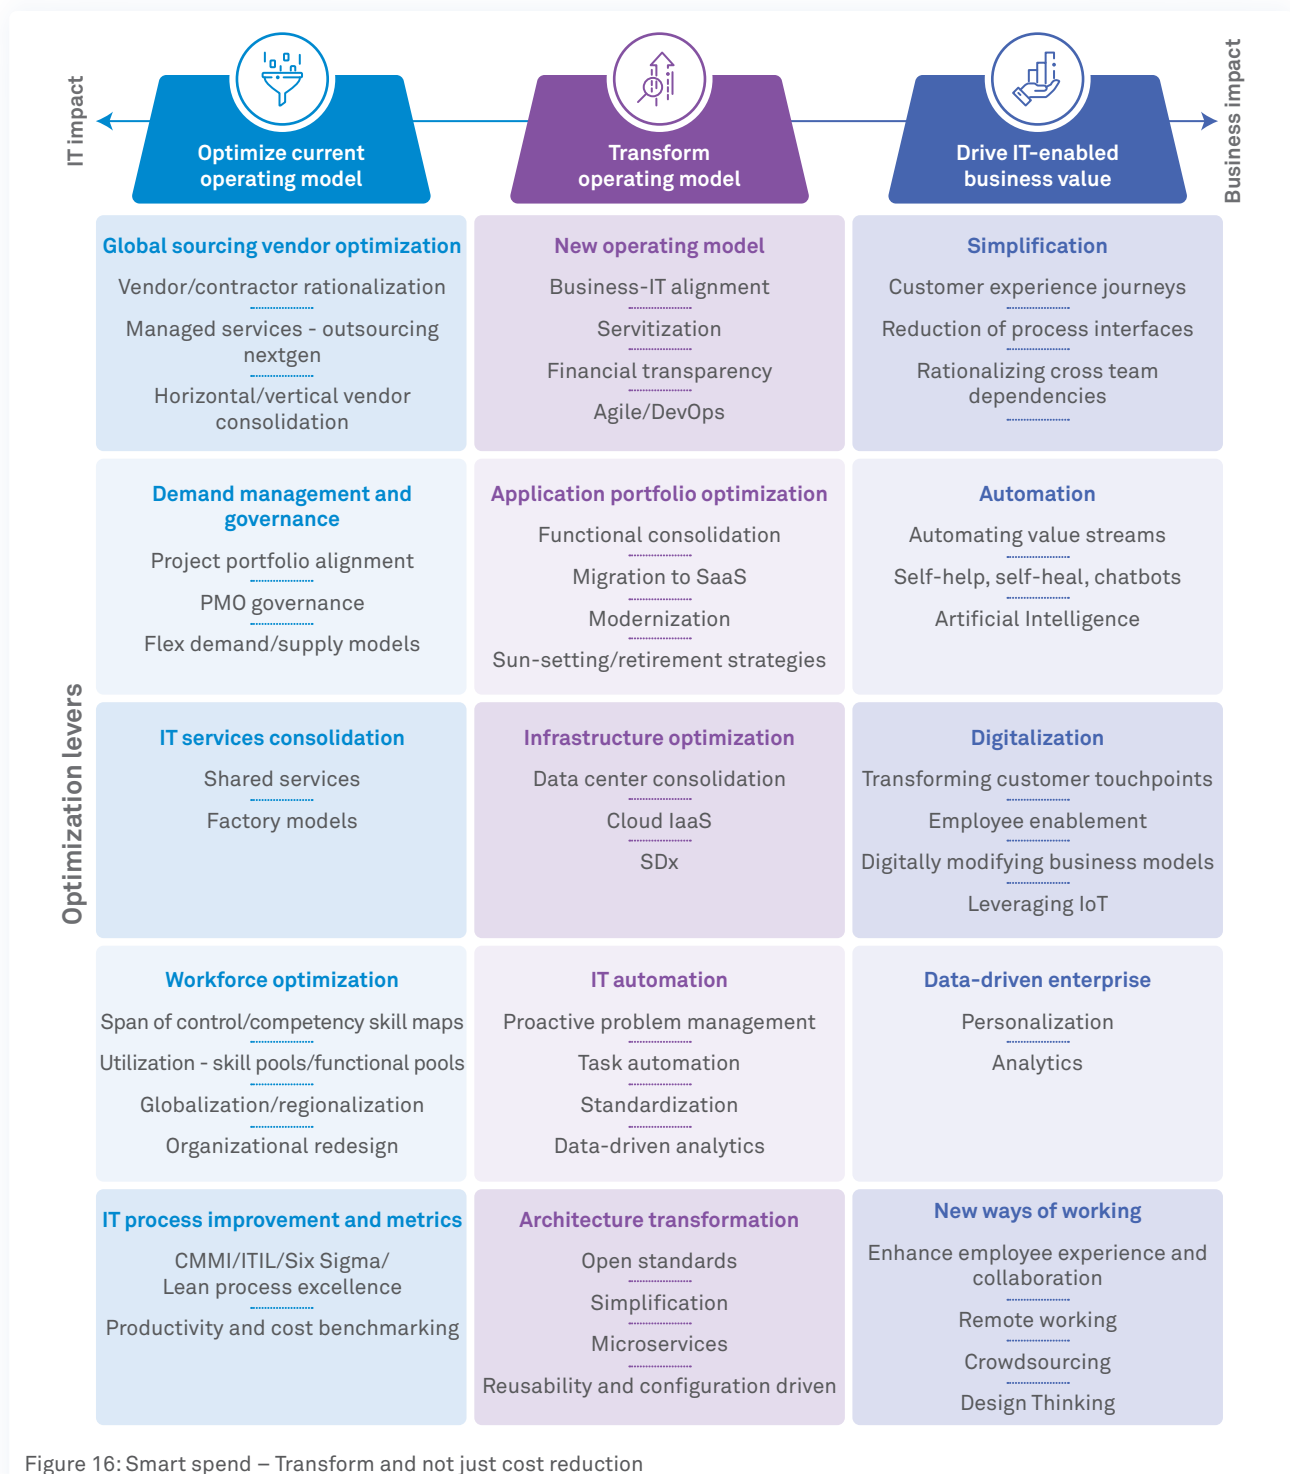 IT impact
Business impact
Optimize current
operating model
Transform
operating model
Drive IT-enabled
business value
Optimization levers
Global sourcing vendor optimization
Vendor/contractor rationalization
Managed services - outsourcing
nextgen
Horizontal/vertical vendor
consolidation
New operating model
Business-IT alignment
Servitization
Financial transparency
Agile/DevOps
Simplification
Customer experience journeys
Reduction of process interfaces
Rationalizing cross team
dependencies
Demand management and
governance
Project portfolio alignment
PMO governance
Flex demand/supply models
Application portfolio optimization
Functional consolidation
Migration to SaaS
Modernization
Sun-setting/retirement strategies
Automation
Automating value streams
Self-help, self-heal, chatbots
Artificial Intelligence
IT services consolidation
Shared services
Factory models
Infrastructure optimization
Data center consolidation
Cloud IaaS
SDx
Digitalization
Transforming customer touchpoints
Employee enablement
Digitally modifying business models
Leveraging IoT
Workforce optimization
Span of control/competency skill maps
Utilization - skill pools/functional pools
Globalization/regionalization
Organizational redesign
IT automation
Proactive problem management
Task automation
Standardization
Data-driven analytics
Data-driven enterprise
Personalization
Analytics
IT process improvement and metrics
CMMI/ITIL/Six Sigma/
Lean process excellence
Productivity and cost benchmarking
Architecture transformation
Open standards
Simplification
Microservices
Reusability and configuration driven
New ways of working
Enhance employee experience and
collaboration
Remote working
Crowdsourcing
Design Thinking
Figure 16: Smart spend – Transform and not just cost reduction